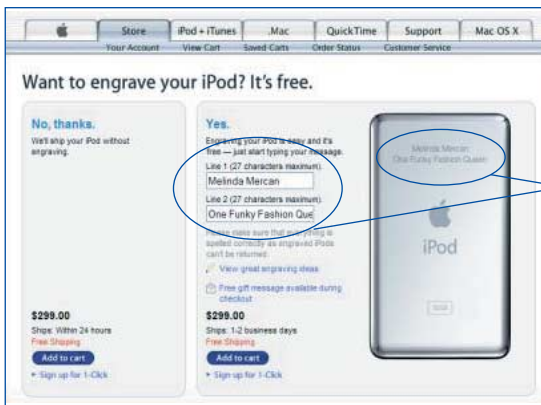 Store iPod + iTunes .Mac QuickTime Support Mac OS X
Your Account View Cart Saved Carts Order Status Customer Service
Want to engrave your iPod? It's free.
No, thanks.
We'll ship your iPod without
engraving.
$299.00
Ships: Within 24 hours
Free Shipping
Add to cart
Sign up for 1-Click
Yes.
Engraving your iPod is easy and it's
free — just start typing your message.
Line 1 (27 characters maximum).
Melinda Mercan
Line 2 (27 characters maximum).
One Funky Fashion Que
Please make sure that everything is
spelled correctly as engraved iPods
can't be returned.
View great engraving ideas
Free gift message available during
checkout
$299.00
Ships: 1-2 business days
Free Shipping
Add to cart
Sign up for 1-Click
Melinda Mercan
One Funky Fashion Queen
iPod